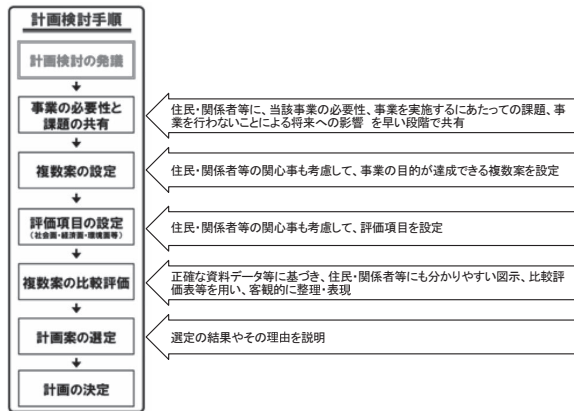 計画検討手順
計画検討の発議
事業の必要性と
課題の共有
住民・関係者等に、当該事業の必要性、事業を実施するにあたっての課題、事
業を行わないことによる将来への影響 を早い段階で共有
複数案の設定
住民・関係者等の関心事も考慮して、事業の目的が達成できる複数案を設定
評価項目の設定
(社会面・経済面・環境面等)
住民・関係者等の関心事も考慮して、評価項目を設定
複数案の比較評価
正確な資料データ等に基づき、住民・関係者等にも分かりやすい図示、比較評
価表等を用い、客観的に整理・表現
計画案の選定
選定の結果やその理由を説明
計画の決定